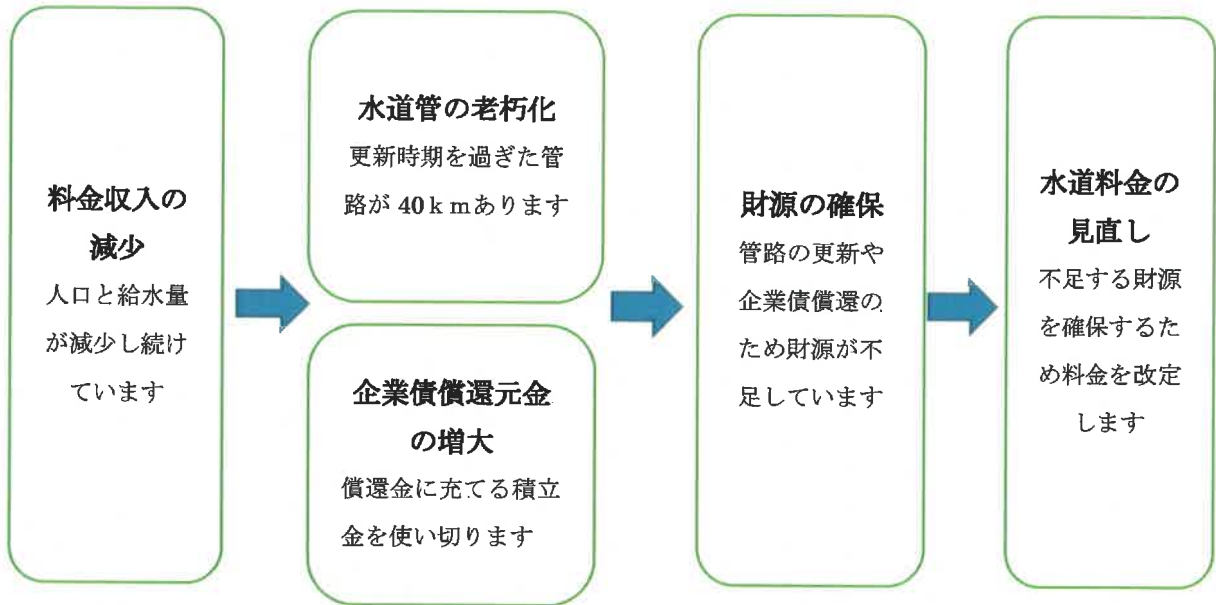 料金収入の
減少
人口と給水量
が減少し続け
ています
水道管の老朽化
更新時期を過ぎた管
路が 40ｋｍあります
企業債償還元金
の増大
償還金に充てる積立
金を使い切ります
財源の確保
管路の更新や
企業債償還の
ため財源が不
足しています
水道料金の
見直し
不足する財源
を確保するた
め料金を改定
します